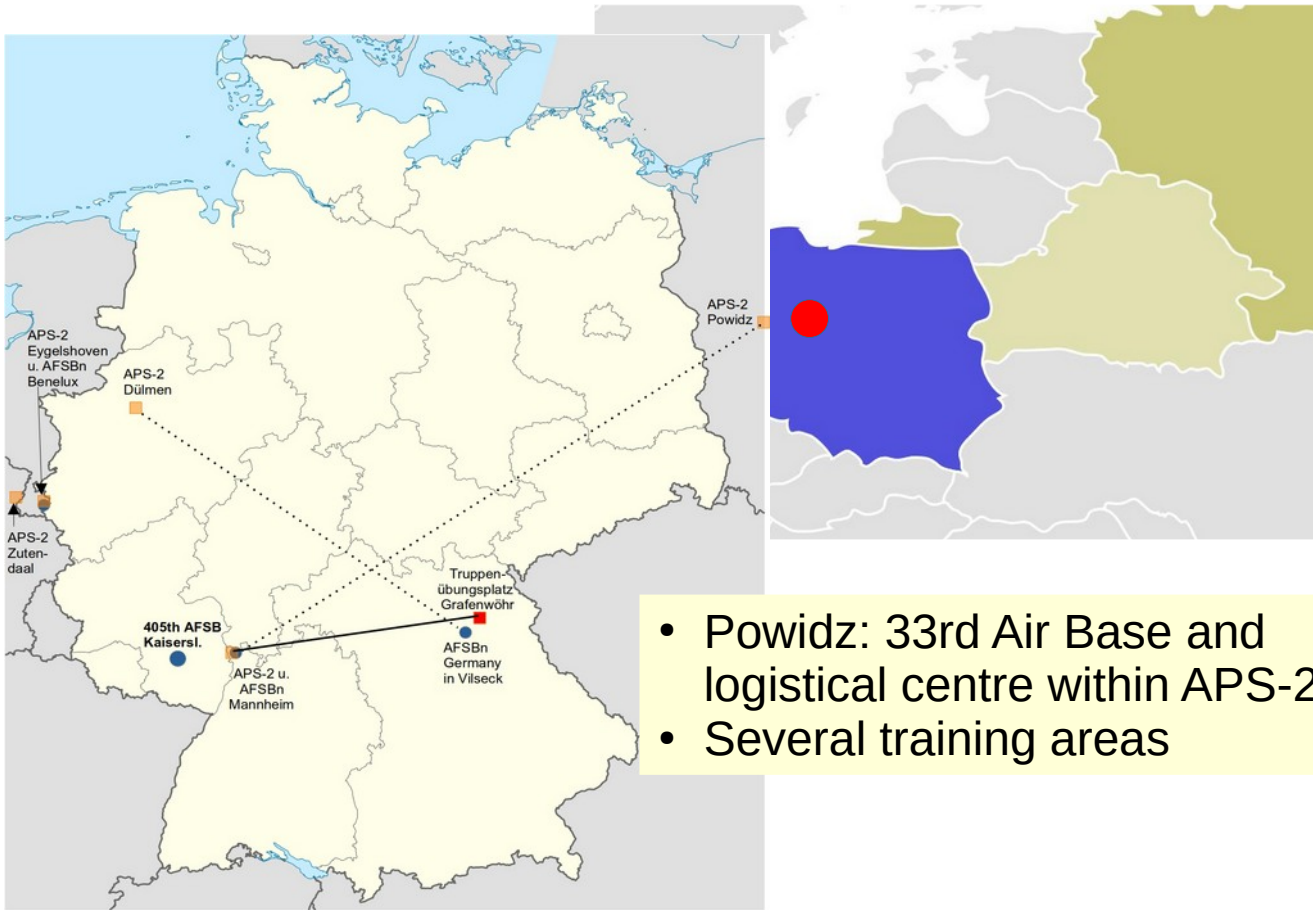 APS-2
Powidz
APS-2
Eygelshoven
u. AFSBn
Benelux
APS-2
Dülmen
APS-2
Zuten-
daal
Truppen-
übungsplatz
Grafenwöhr
405th AFSB
Kaisersl.
APS-2 u.
AFSBn
Mannheim
AFSBn
Germany
in Vilseck
• Powidz: 33rd Air Base and
logistical centre within APS-2
• Several training areas